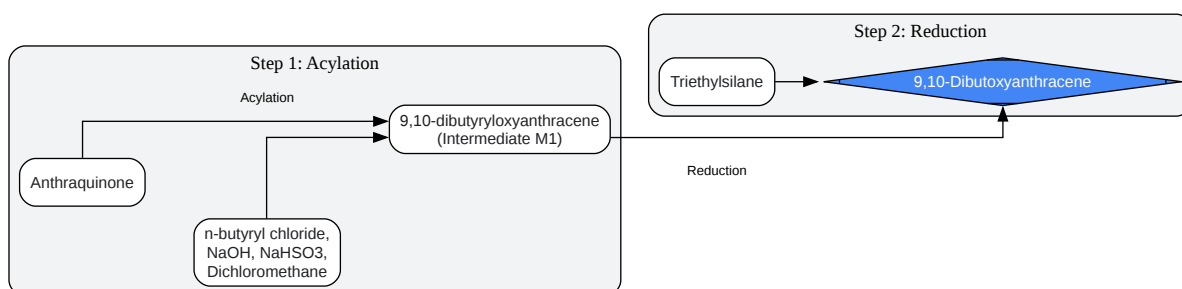 Step 1: Acylation
Acylation
Anthraquinone
n-butyryl chloride,
NaOH, NaHSO3,
Dichloromethane
9,10-dibutyryloxyanthracene
(Intermediate M1)
Reduction
Step 2: Reduction
Triethylsilane
9,10-Dibutoxyanthracene